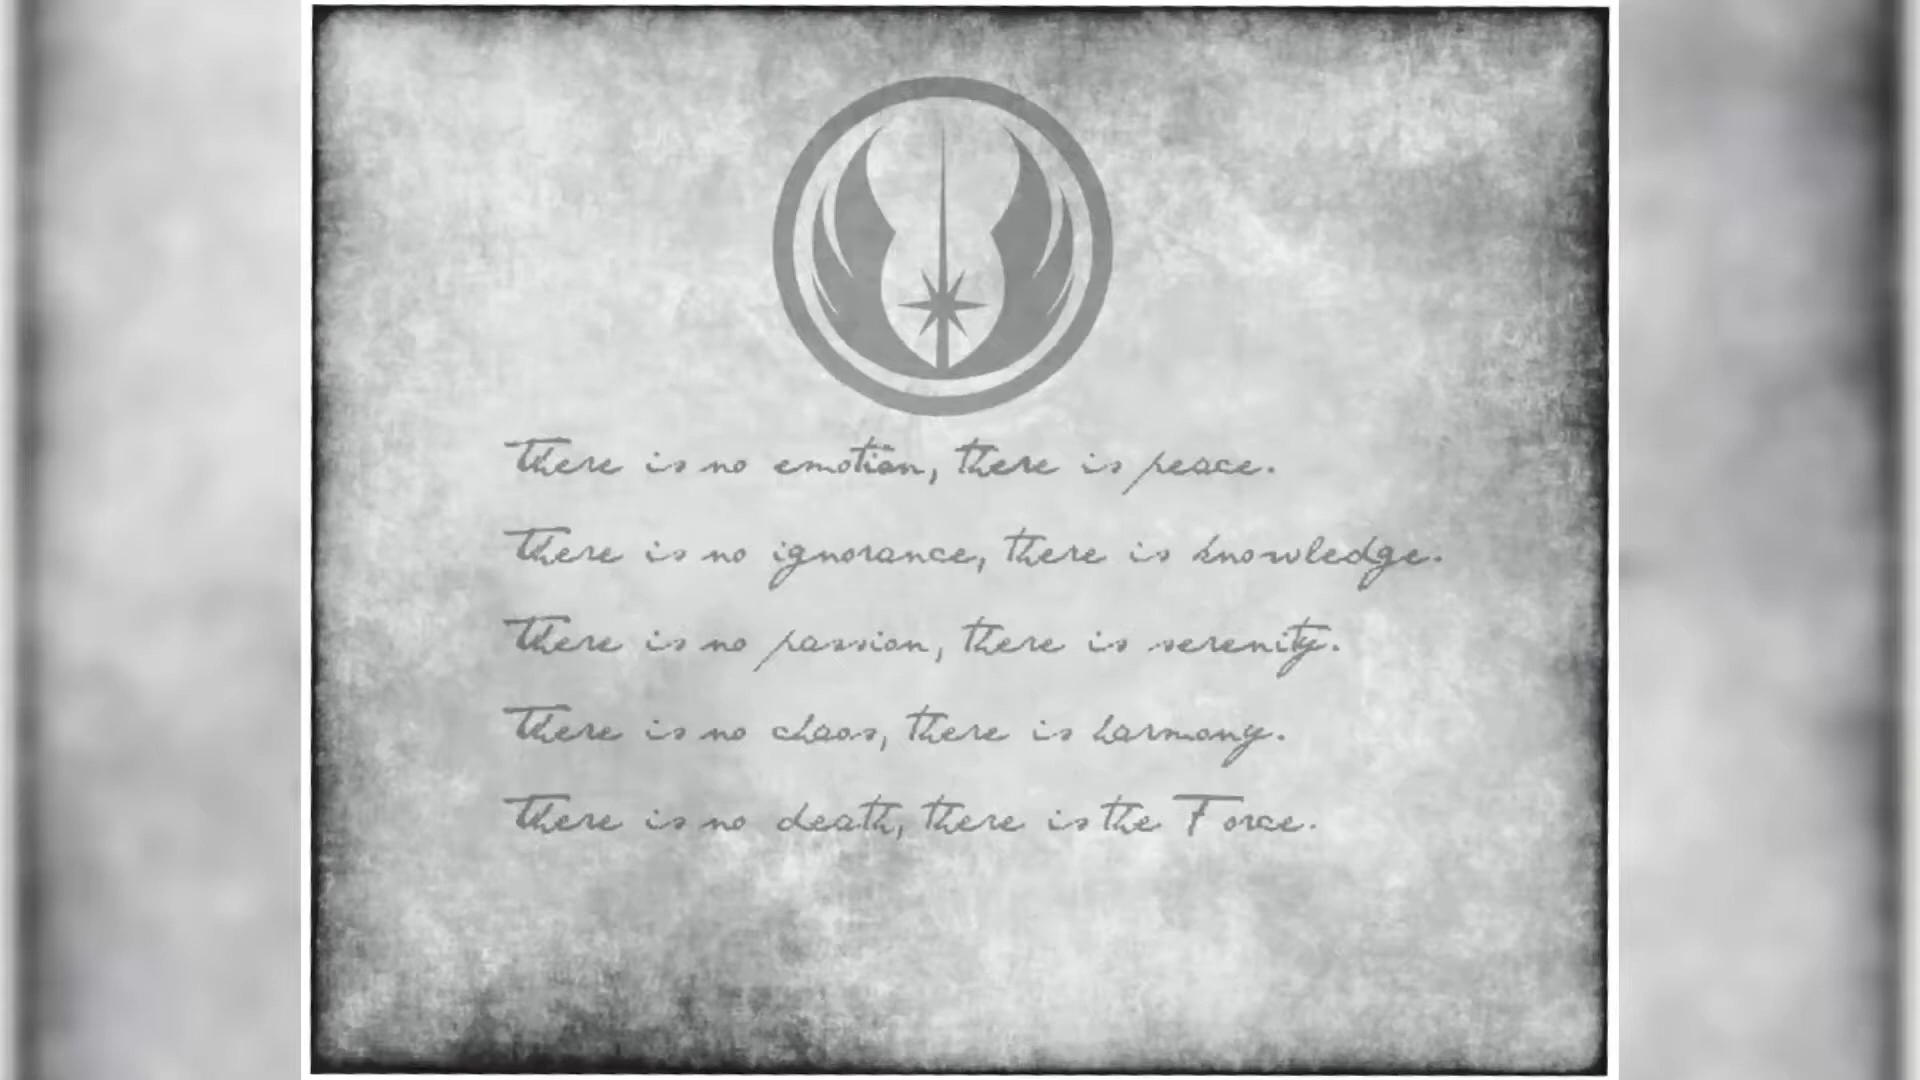 There is no emotion, there is peace.
There is no ignorance, there is knowledge.
There is no passion, there is serenity.
There is no chaos, there is harmony.
There is no death, there is the Force.